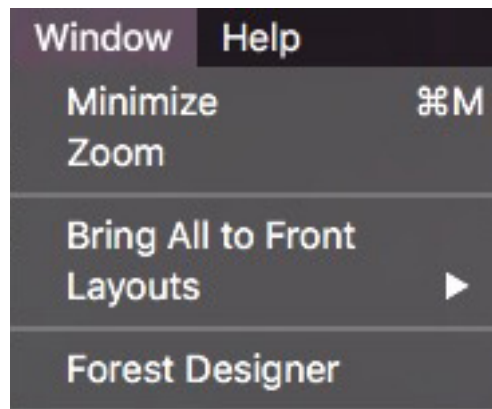 Window Help
Minimize ⌘M
Zoom
Bring All to Front
Layouts ▶
Forest Designer